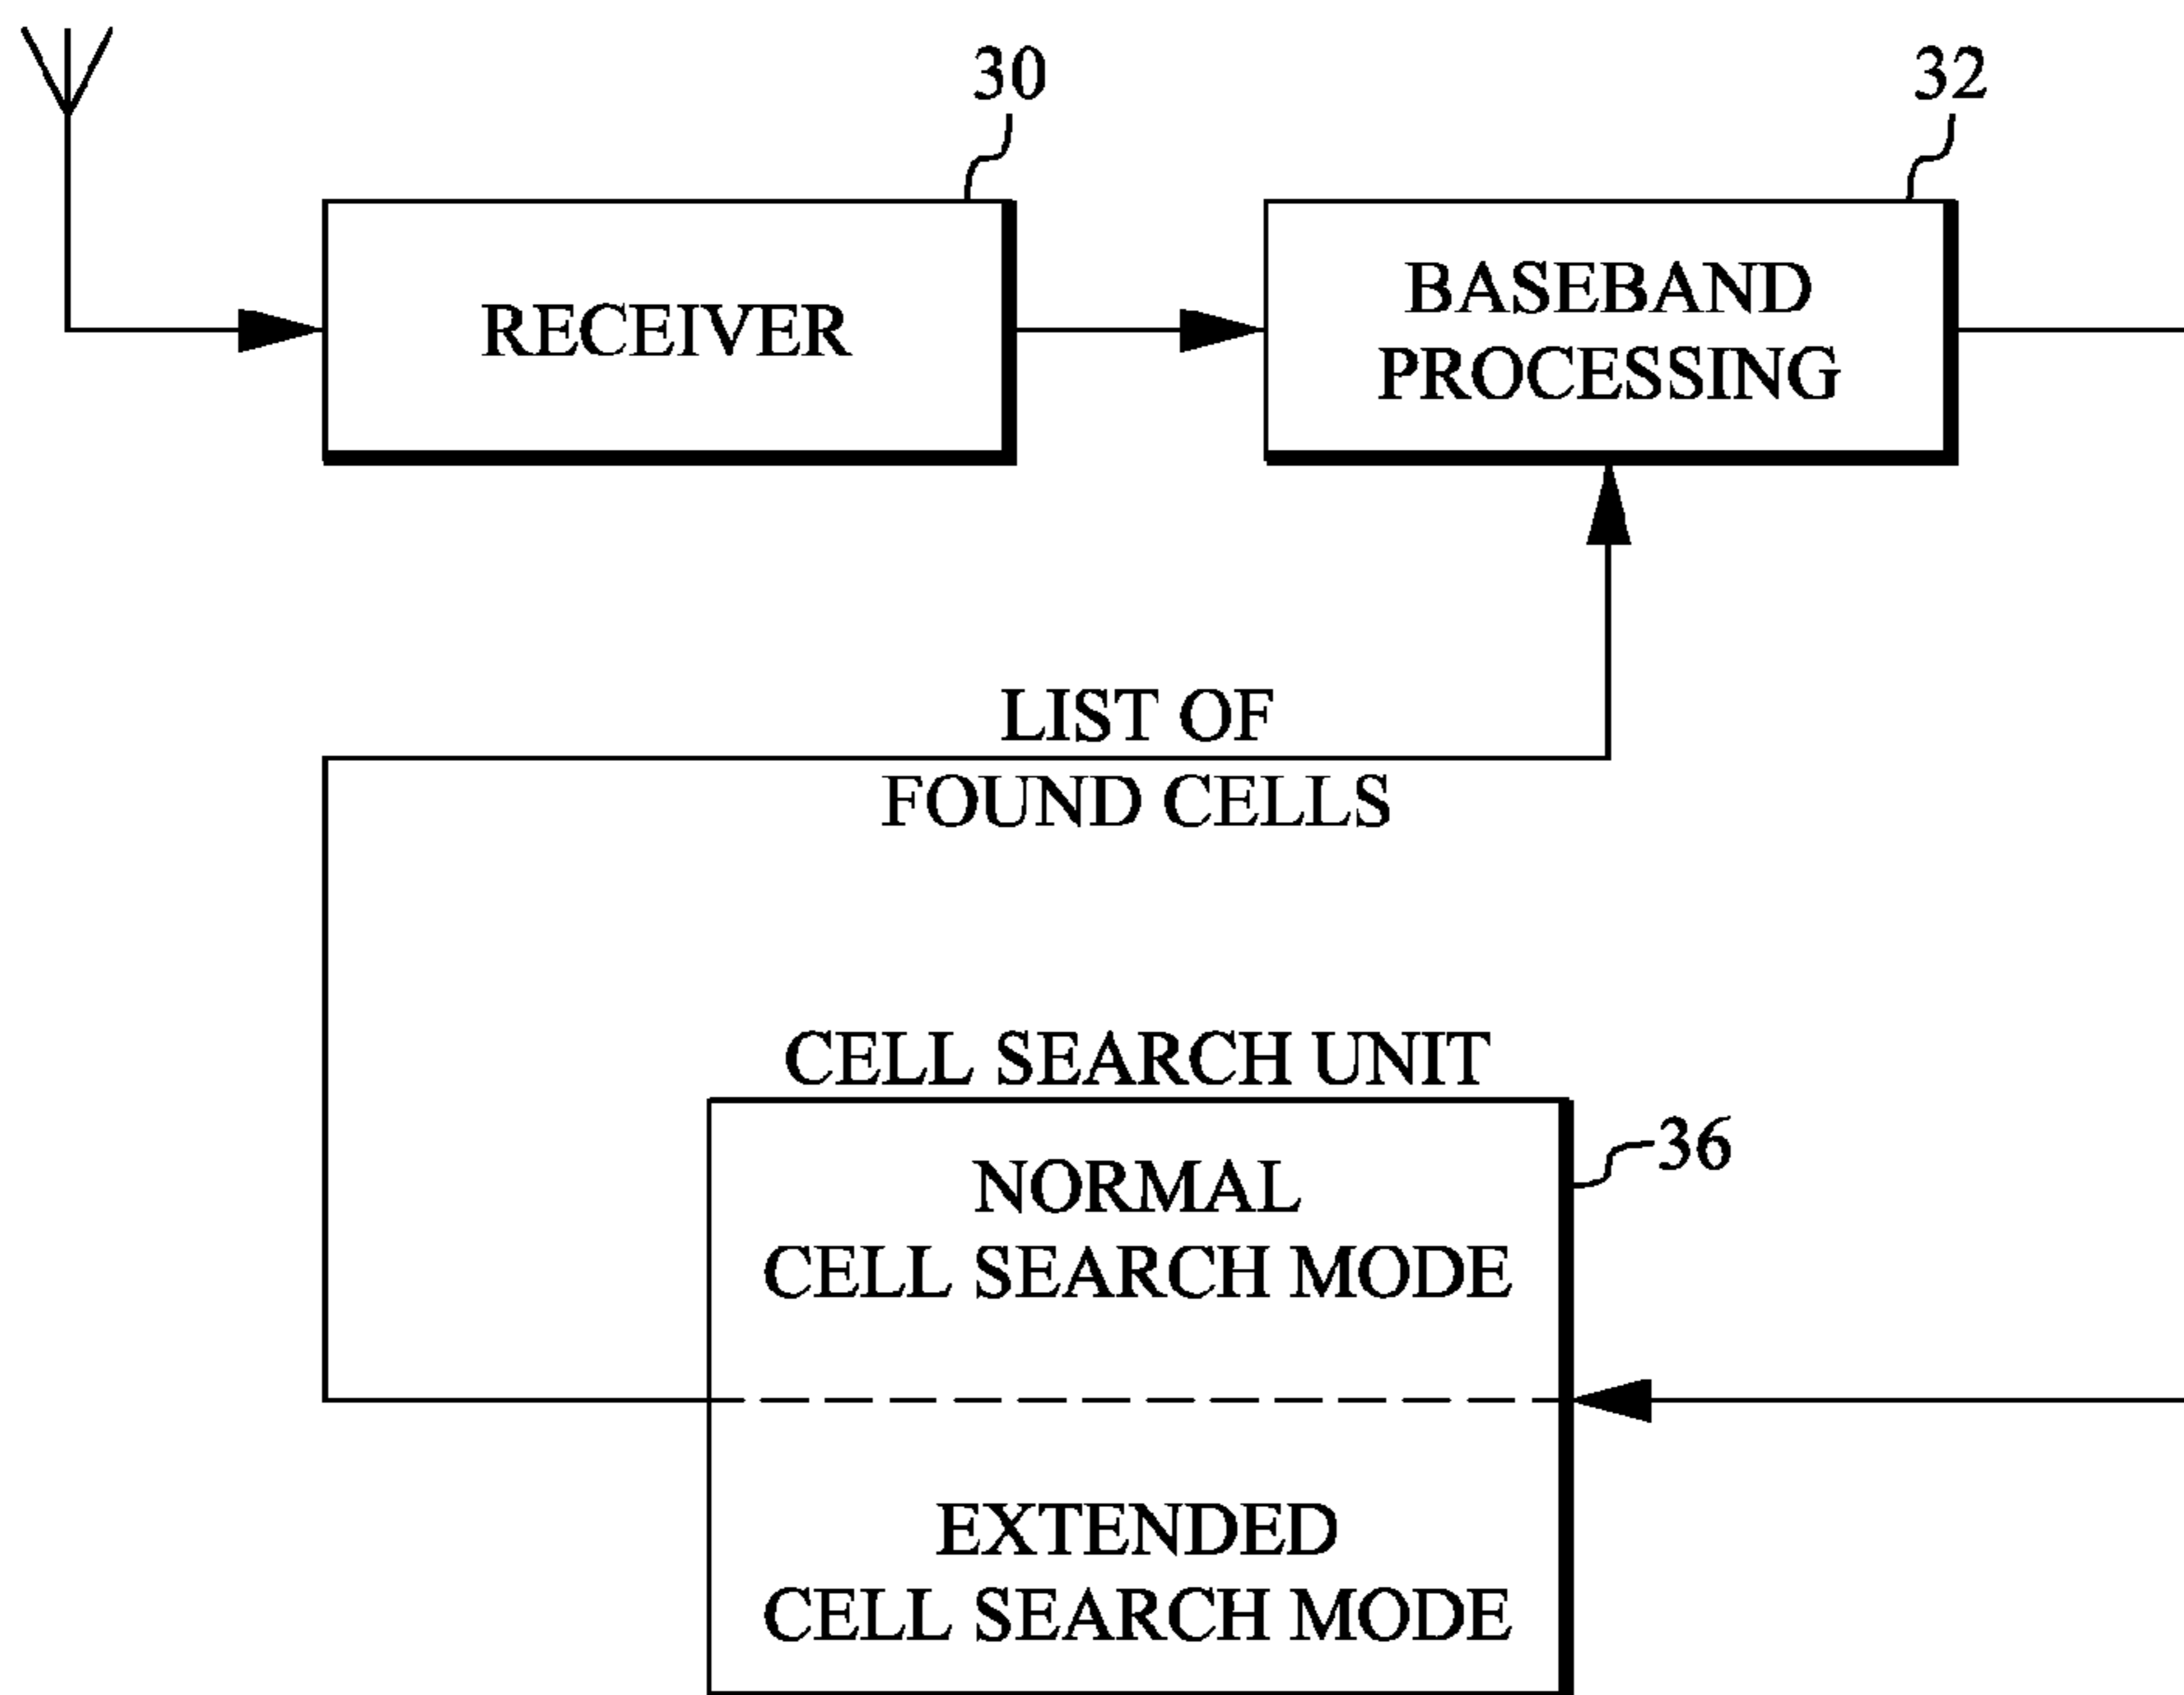 30
32
RECEIVER
BASEBAND
PROCESSING
LIST OF
FOUND CELLS
CELL SEARCH UNIT
36
NORMAL
CELL SEARCH MODE
EXTENDED
CELL SEARCH MODE